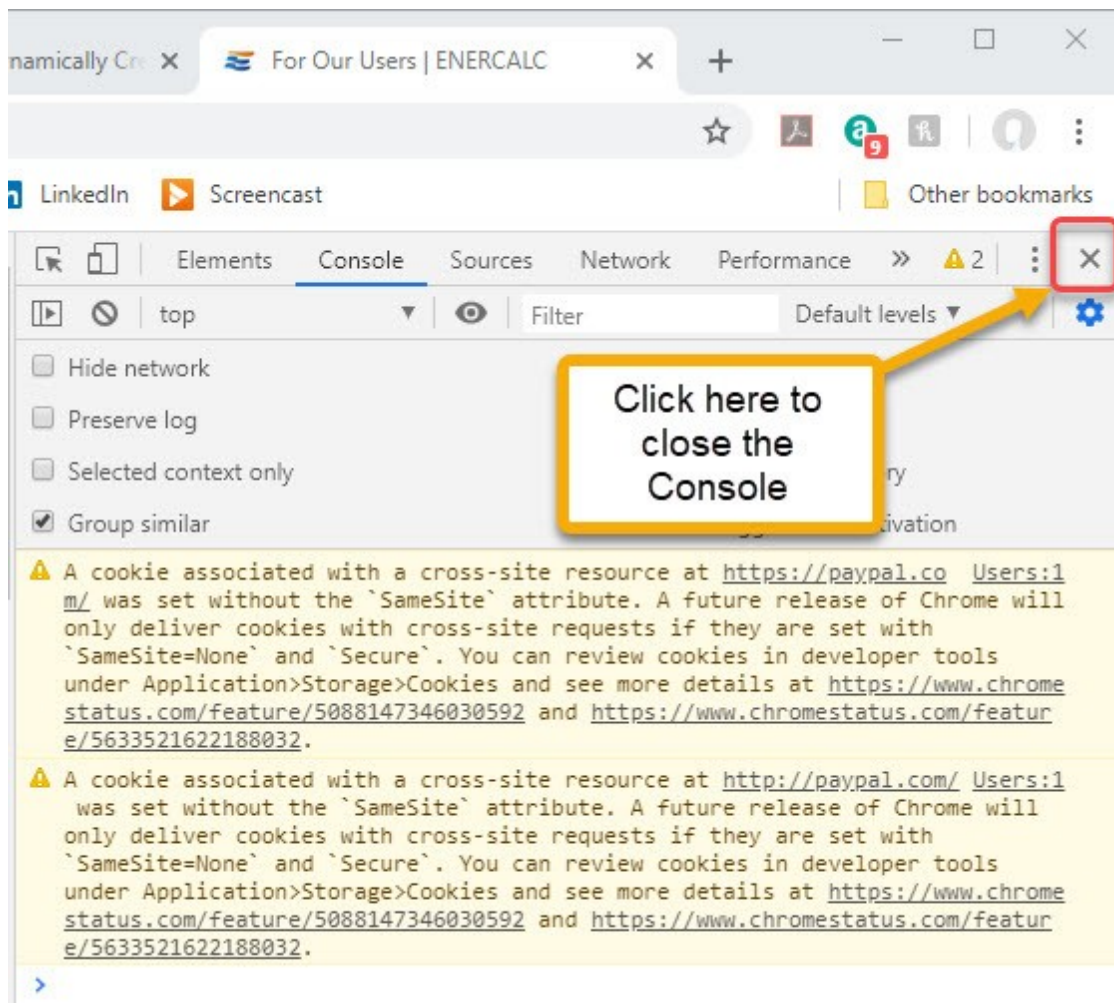 namically Cre
For Our Users | ENERCALC
9
LinkedIn Screencast Other bookmarks
Elements Console Sources Network Performance 2
top Filter Default levels
Hide network
Preserve log
Selected context only ry
Group similar tivation
Click here to
close the
Console
A cookie associated with a cross-site resource at https://paypal.co Users:1
m/ was set without the `SameSite` attribute. A future release of Chrome will
only deliver cookies with cross-site requests if they are set with
`SameSite=None` and `Secure`. You can review cookies in developer tools
under Application>Storage>Cookies and see more details at https://www.chrome
status.com/feature/5088147346030592 and https://www.chromestatus.com/featur
e/5633521622188032.
A cookie associated with a cross-site resource at http://paypal.com/ Users:1
was set without the `SameSite` attribute. A future release of Chrome will
only deliver cookies with cross-site requests if they are set with
`SameSite=None` and `Secure`. You can review cookies in developer tools
under Application>Storage>Cookies and see more details at https://www.chrome
status.com/feature/5088147346030592 and https://www.chromestatus.com/featur
e/5633521622188032.